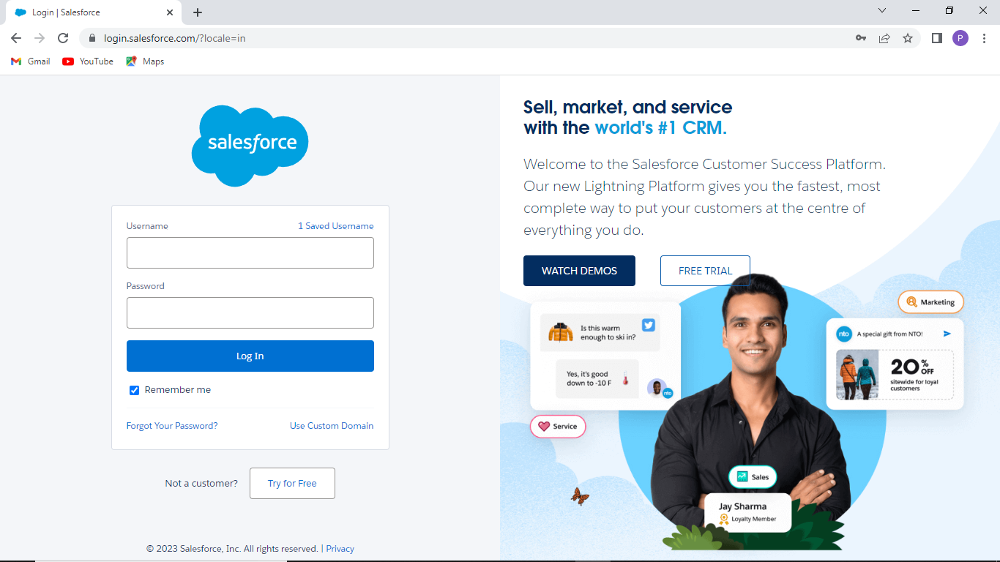 Login | Salesforce
login.salesforce.com/?locale=in
P
Gmail
YouTube
Maps
salesforce
Username
1 Saved Username
Password
Log In
Remember me
Forgot Your Password?
Use Custom Domain
Not a customer?
Try for Free
© 2023 Salesforce, Inc. All rights reserved. | Privacy
Sell, market, and service
with the world's #1 CRM.
Welcome to the Salesforce Customer Success Platform.
Our new Lightning Platform gives you the fastest, most
complete way to put your customers at the centre of
everything you do.
WATCH DEMOS
FREE TRIAL
Is this warm
enough to ski in?
Yes, it's good
down to -10 F
nto
Service
Marketing
nto
A special gift from NTO!
20% OFF
sitewide for loyal
customers
Sales
Jay Sharma
Loyalty Member